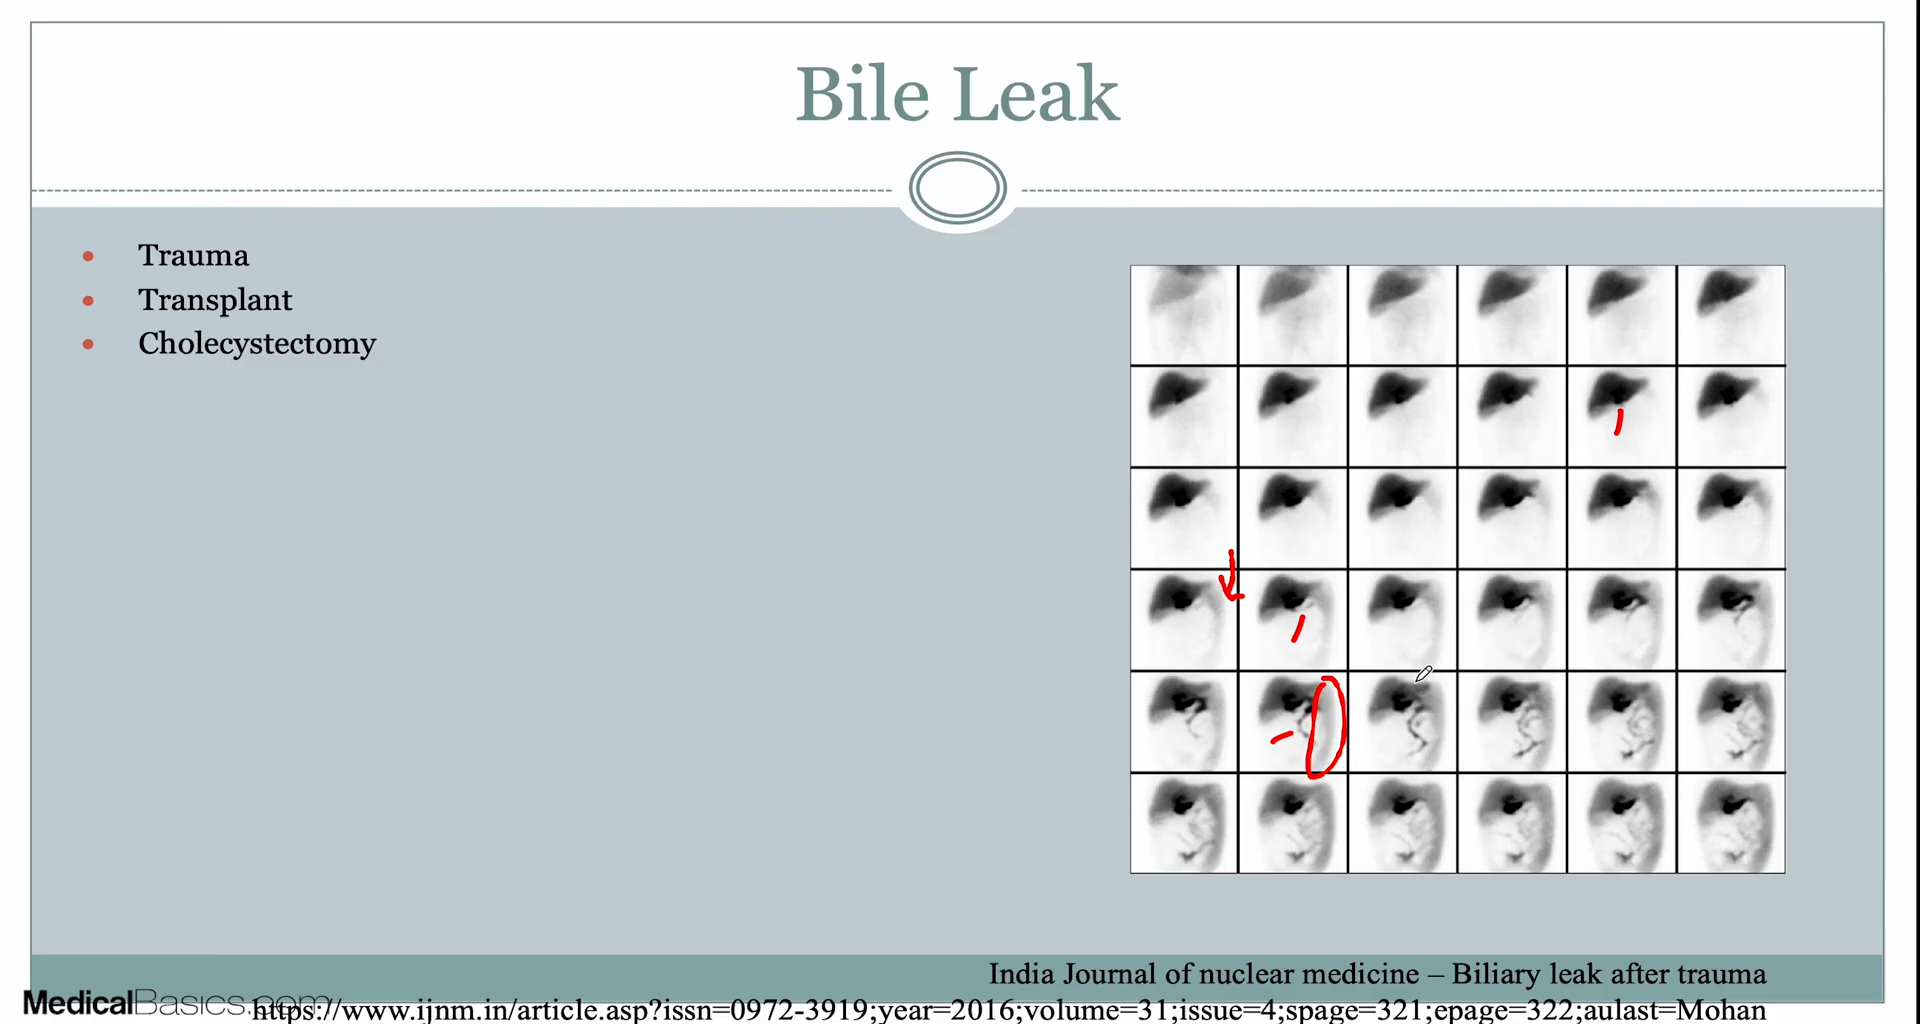 Bile Leak
Trauma
Transplant
Cholecystectomy
India Journal of nuclear medicine – Biliary leak after trauma
MedicalBasics.com
https://www.ijnm.in/article.asp?issn=0972-3919;year=2016;volume=31;issue=4;spage=321;epage=322;aulast=Mohan